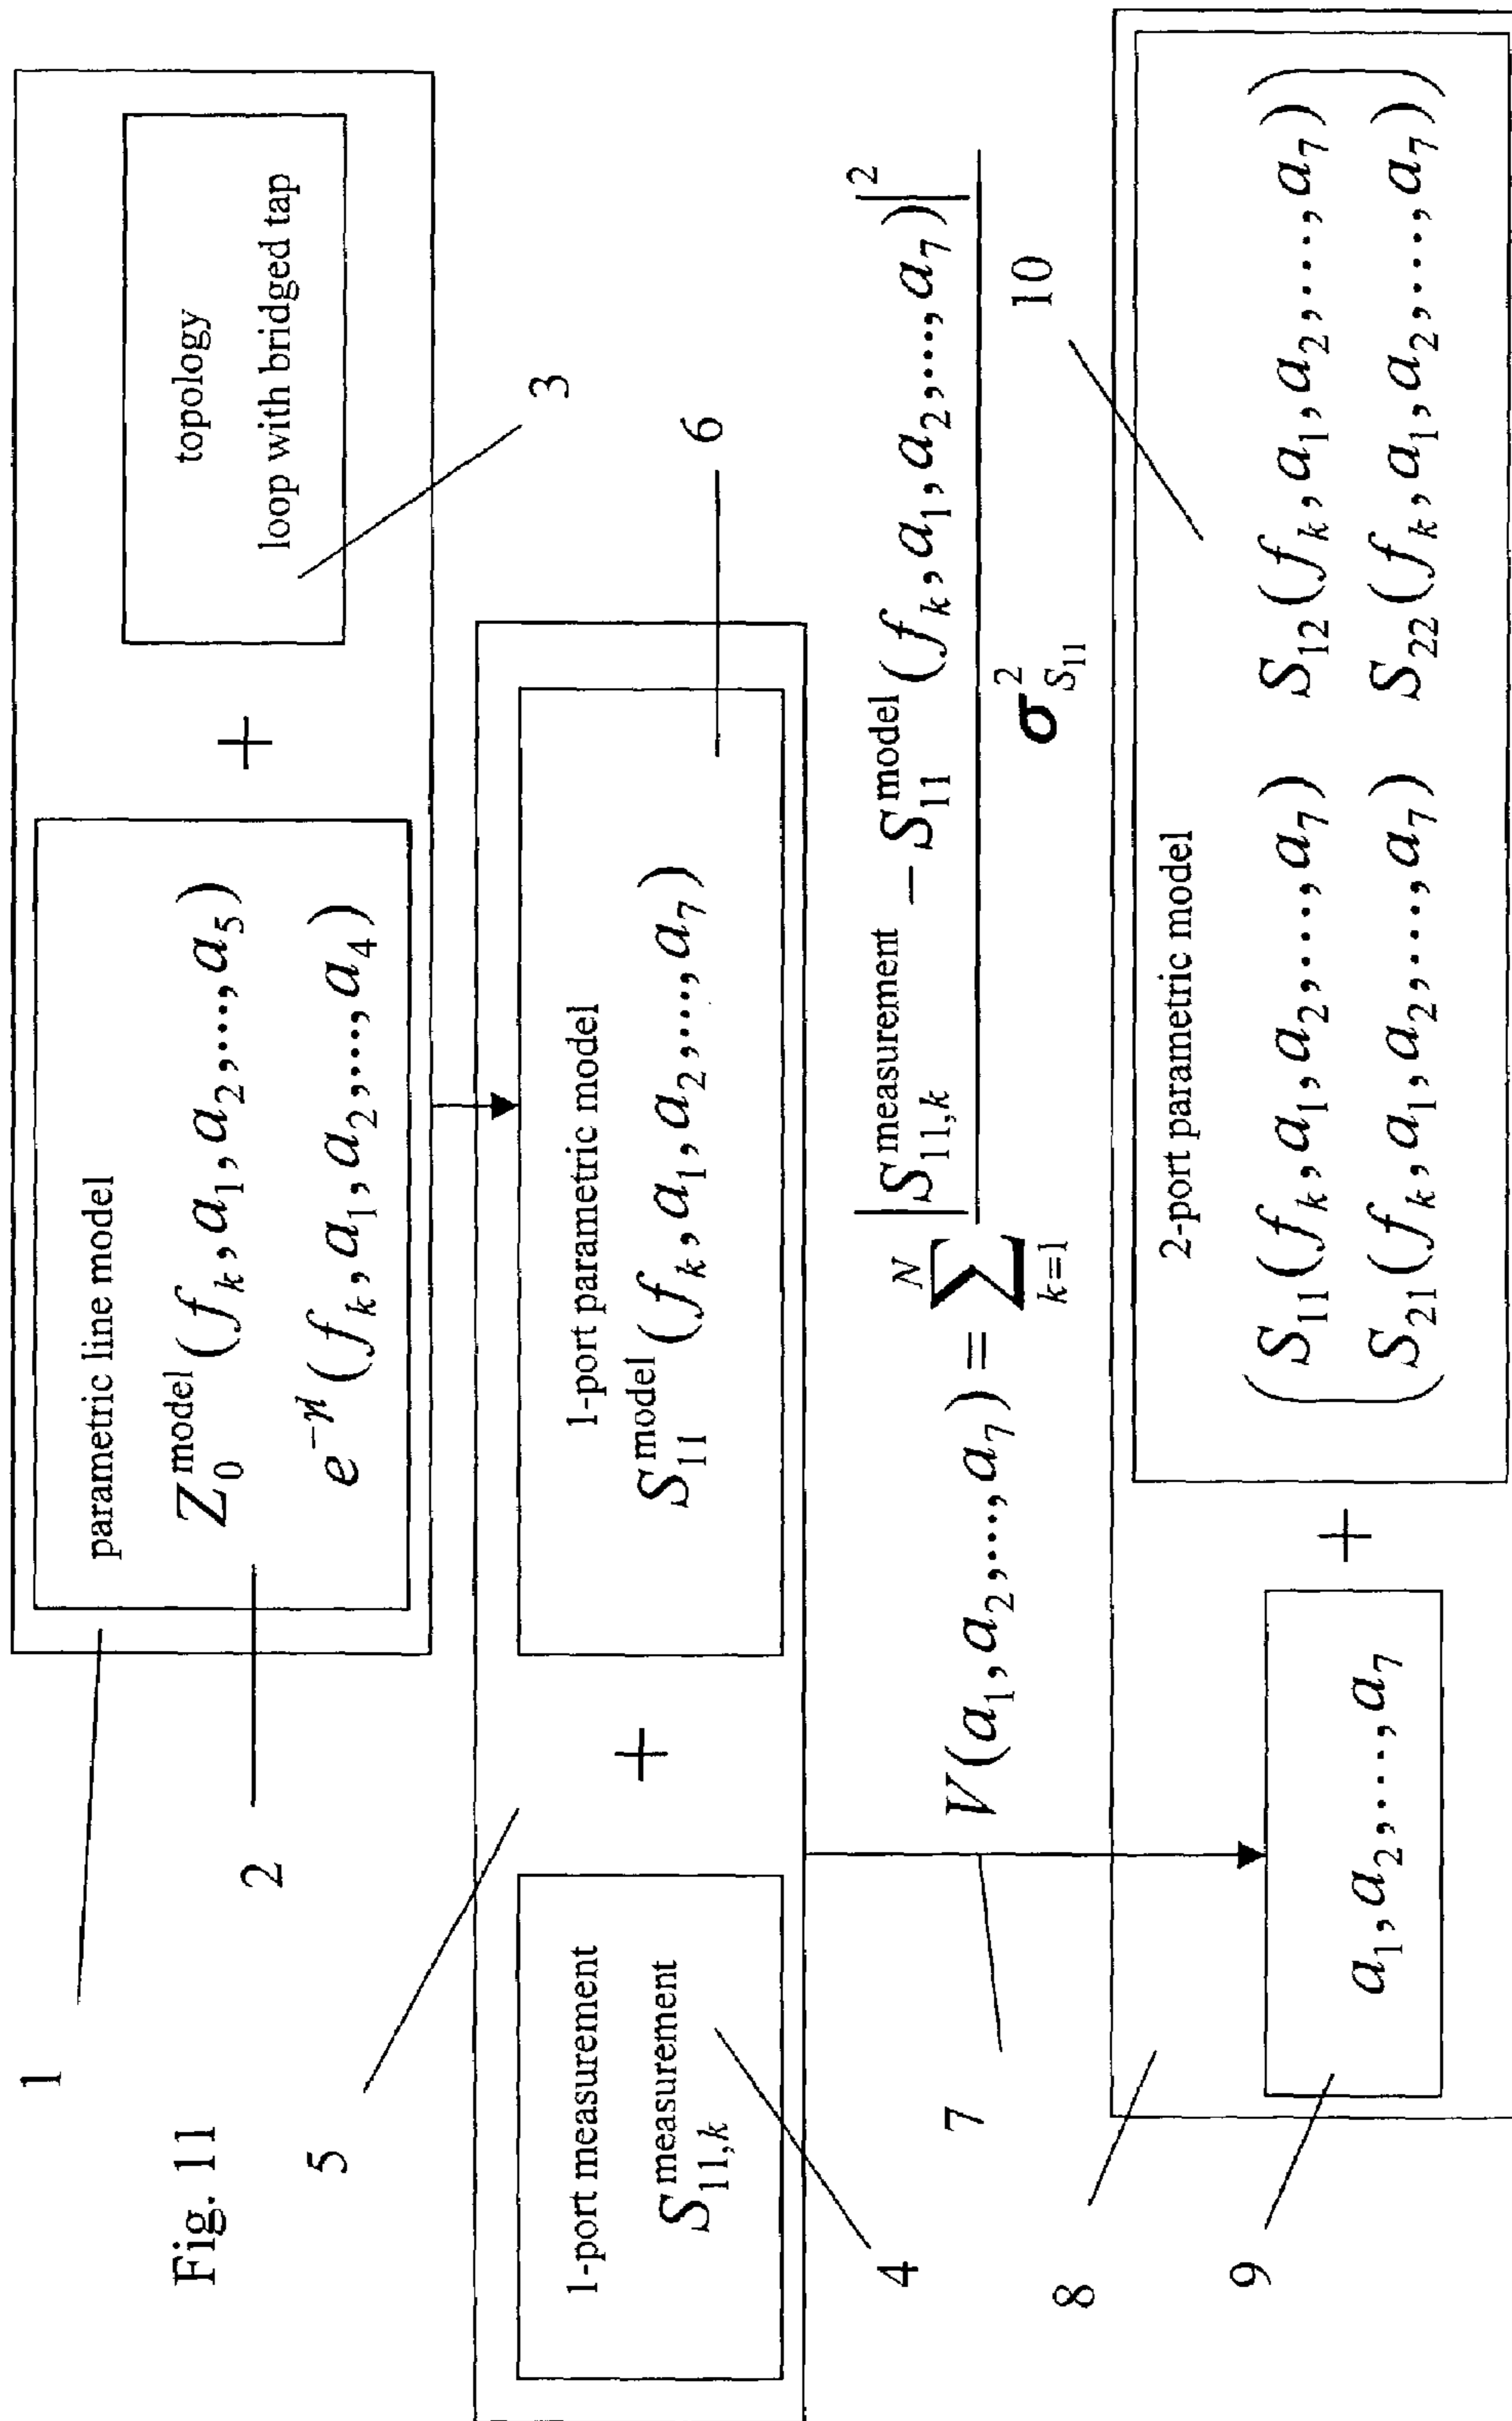 Fig. 11
1
parametric line model
Z_0^model (f_k, a_1, a_2, ..., a_5)
e^{-γl} (f_k, a_1, a_2, ..., a_4)
2
+
topology
loop with bridged tap
3
5
1-port measurement
S_{11,k}^measurement
4
+
1-port parametric model
S_11^model (f_k, a_1, a_2, ..., a_7)
6
7
V(a_1, a_2, ..., a_7) = \sum_{k=1}^{N} |S_{11,k}^measurement − S_11^model (f_k, a_1, a_2, ..., a_7)|^2 / σ^2_{S_11}
8
9
a_1, a_2, ..., a_7
+
2-port parametric model
10
( S_11 (f_k, a_1, a_2, ..., a_7) S_12 (f_k, a_1, a_2, ..., a_7)
S_21 (f_k, a_1, a_2, ..., a_7) S_22 (f_k, a_1, a_2, ..., a_7) )